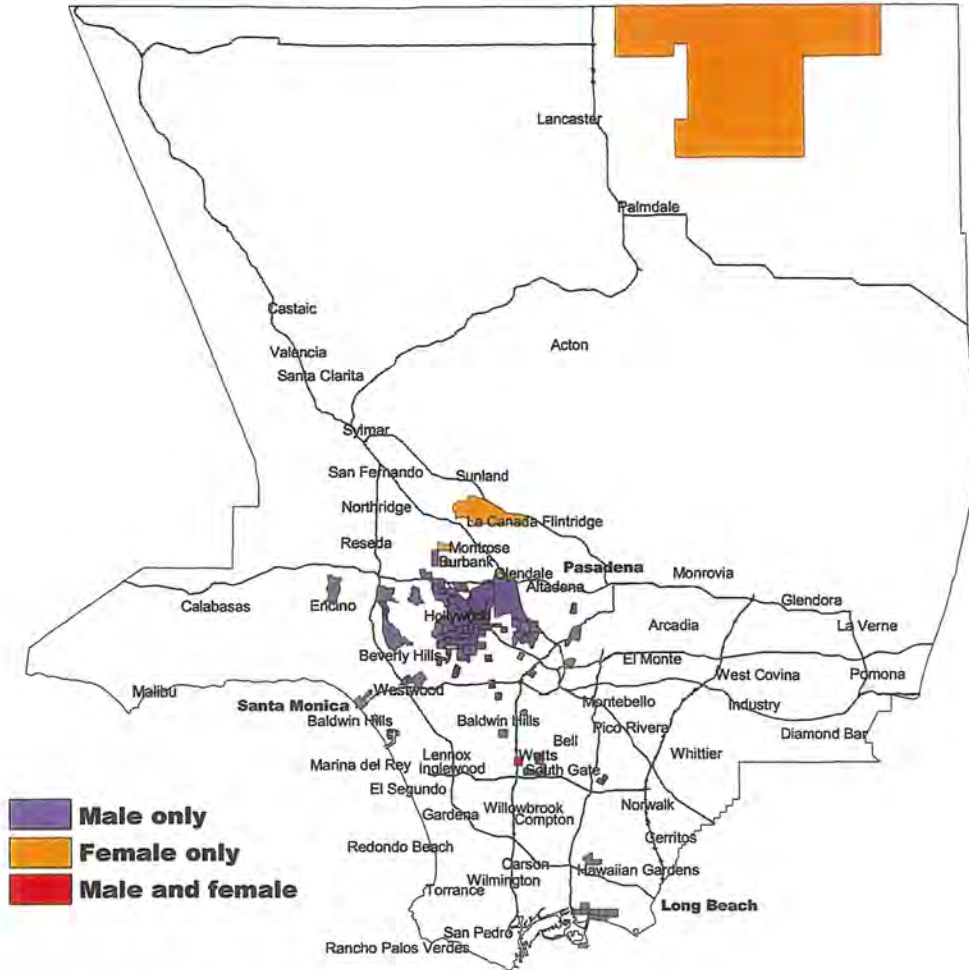 Lancaster
Palmdale
Castaic
Acton
Valencia
Santa Clarita
Sylmar
San Fernando
Sunland
Northridge
La Canada Flintridge
Reseda
Montrose
Burbank
Pasadena
Glendale
Monrovia
Altadena
Calabasas
Encino
Hollywood
Glendora
Arcadia
La Verne
Beverly Hills
El Monte
West Covina
Pomona
Malibu
Westwood
Santa Monica
Montebello
Industry
Baldwin Hills
Baldwin Hills
Pico Rivera
Diamond Bar
Bell
Whittier
Lennox
Watts
Marina del Rey
Inglewood
South Gate
El Segundo
Willowbrook
Norwalk
Gardena
Compton
Cerritos
Redondo Beach
Carson
Hawaiian Gardens
Wilmington
Torrance
Long Beach
San Pedro
Rancho Palos Verdes
Male only
Female only
Male and female